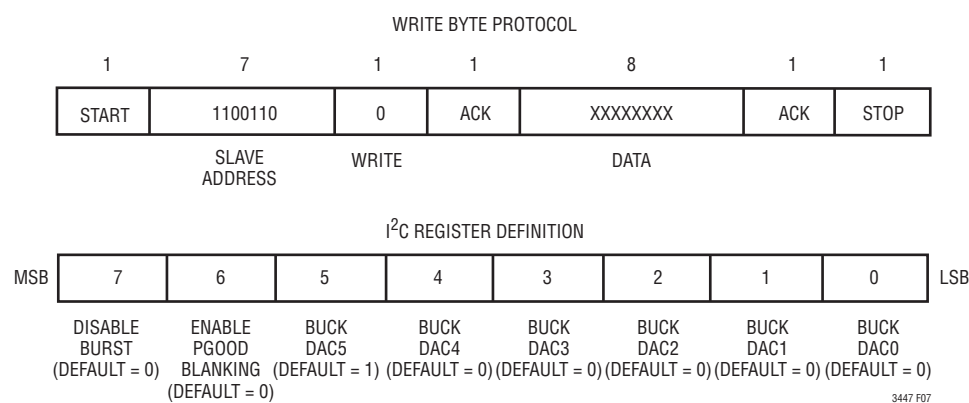 WRITE BYTE PROTOCOL
1 7 1 1 8 1 1
START 1100110 0 ACK XXXXXXXX ACK STOP
SLAVE ADDRESS WRITE DATA
I²C REGISTER DEFINITION
MSB 7 6 5 4 3 2 1 0 LSB
DISABLE ENABLE BUCK BUCK BUCK BUCK BUCK BUCK
BURST PGOOD DAC5 DAC4 DAC3 DAC2 DAC1 DAC0
(DEFAULT = 0) BLANKING (DEFAULT = 1) (DEFAULT = 0) (DEFAULT = 0) (DEFAULT = 0) (DEFAULT = 0) (DEFAULT = 0)
(DEFAULT = 0)
3447 F07